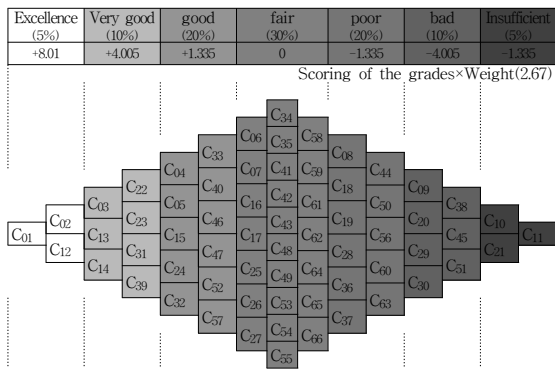 Excellence Very good good fair poor bad Insufficient
(5%) (10%) (20%) (30%) (20%) (10%) (5%)
+8.01 +4.005 +1.335 0 −1.335 −4.005 −1.335
Scoring of the grades×Weight(2.67)
C01
C02
C12
C03
C13
C14
C22
C23
C31
C39
C04
C05
C15
C24
C32
C33
C40
C46
C47
C52
C57
C06
C07
C16
C17
C25
C26
C27
C34
C35
C41
C42
C43
C48
C49
C53
C54
C55
C58
C59
C61
C62
C64
C65
C66
C08
C18
C19
C28
C36
C37
C44
C50
C56
C60
C63
C09
C20
C29
C30
C38
C45
C51
C10
C21
C11